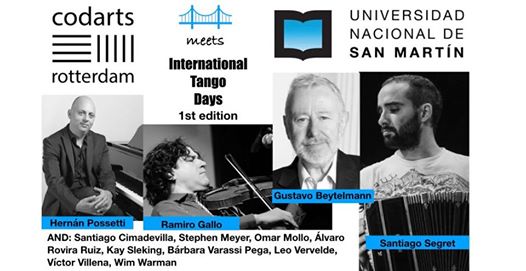 codarts
rotterdam
meets
International
Tango
Days
1st edition
UNIVERSIDAD
NACIONAL DE
SAN MARTÍN
Hernán Possetti
Ramiro Gallo
Gustavo Beytelmann
Santiago Segret
AND: Santiago Cimadevilla, Stephen Meyer, Omar Mollo, Álvaro
Rovira Ruiz, Kay Sleking, Bárbara Varassi Pega, Leo Vervelde,
Víctor Villena, Wim Warman